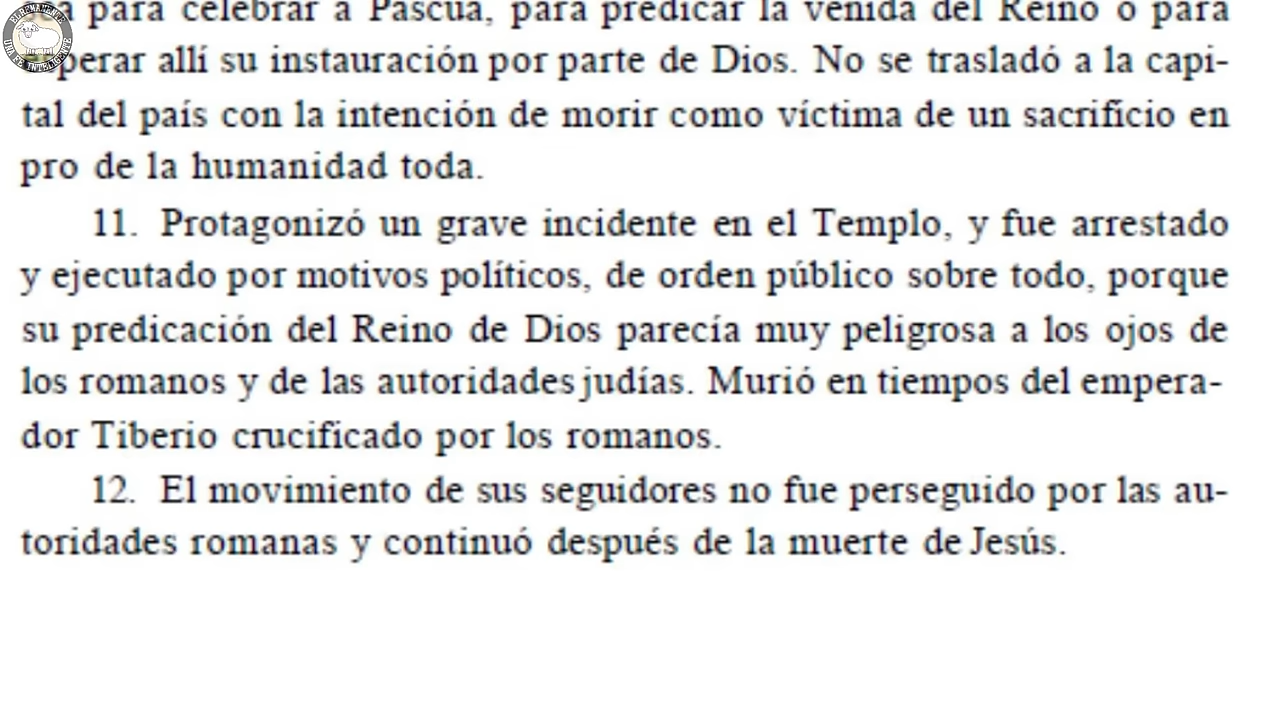 para celebrar a Pascua, para predicar la venida del Reino o para
perar allí su instauración por parte de Dios. No se trasladó a la capi-
tal del país con la intención de morir como víctima de un sacrificio en
pro de la humanidad toda.
11. Protagonizó un grave incidente en el Templo, y fue arrestado
y ejecutado por motivos políticos, de orden público sobre todo, porque
su predicación del Reino de Dios parecía muy peligrosa a los ojos de
los romanos y de las autoridades judías. Murió en tiempos del empera-
dor Tiberio crucificado por los romanos.
12. El movimiento de sus seguidores no fue perseguido por las au-
toridades romanas y continuó después de la muerte de Jesús.
ELREMANENTE
UNA FE INTELIGENTE